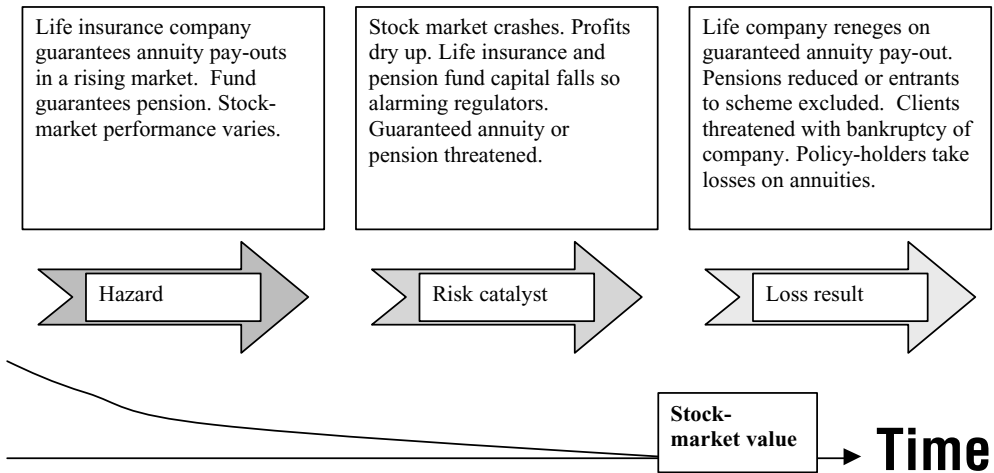 Life insurance company
guarantees annuity pay-outs
in a rising market.  Fund
guarantees pension. Stock-
market performance varies.
Stock market crashes. Profits
dry up. Life insurance and
pension fund capital falls so
alarming regulators.
Guaranteed annuity or
pension threatened.
Life company reneges on
guaranteed annuity pay-out.
Pensions reduced or entrants
to scheme excluded.  Clients
threatened with bankruptcy of
company. Policy-holders take
losses on annuities.
Hazard
Risk catalyst
Loss result
Stock-
market value
Time